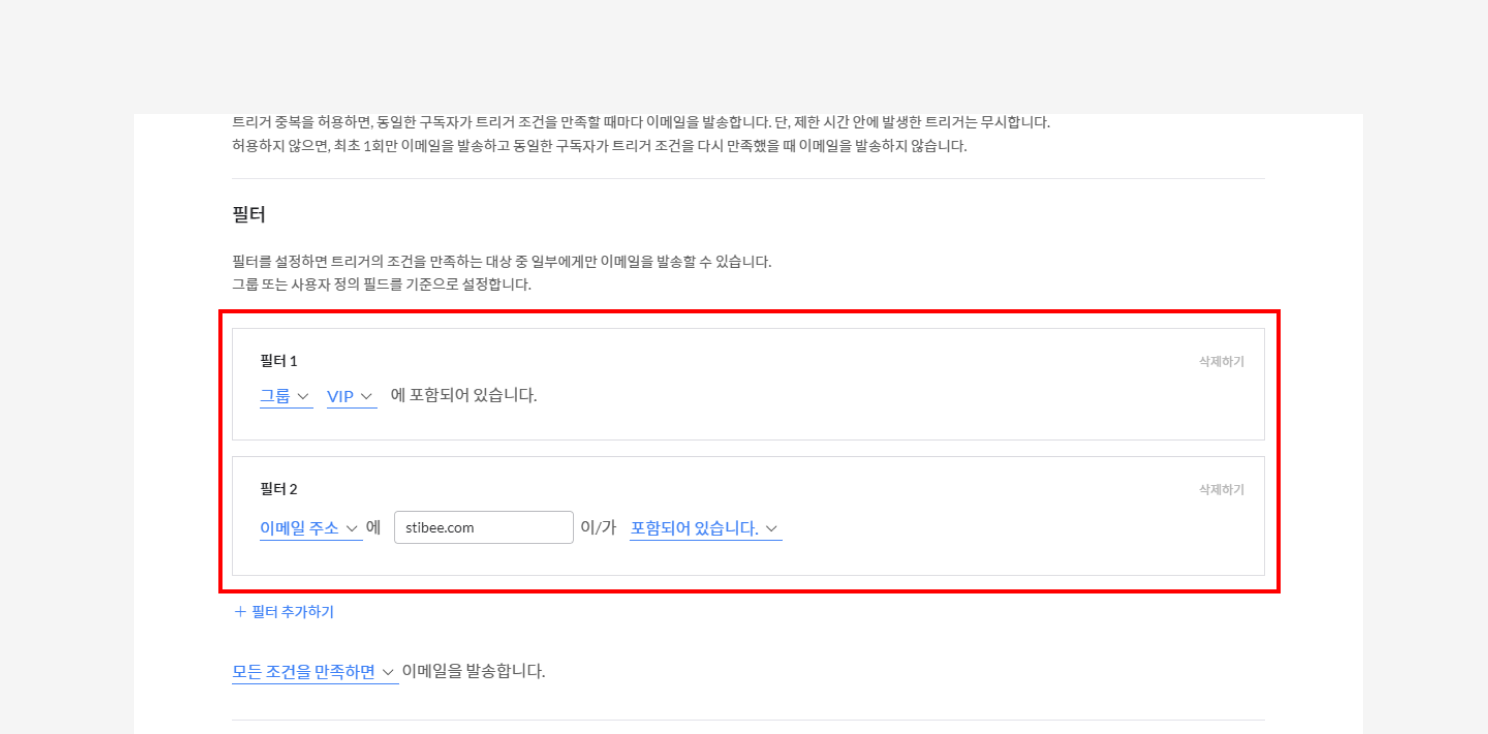 트리거 중복을 허용하면, 동일한 구독자가 트리거 조건을 만족할 때마다 이메일을 발송합니다. 단, 제한 시간 안에 발생한 트리거는 무시합니다.
허용하지 않으면, 최초 1회만 이메일을 발송하고 동일한 구독자가 트리거 조건을 다시 만족했을 때 이메일을 발송하지 않습니다.
필터
필터를 설정하면 트리거의 조건을 만족하는 대상 중 일부에게만 이메일을 발송할 수 있습니다.
그룹 또는 사용자 정의 필드를 기준으로 설정합니다.
필터 1 삭제하기
그룹 VIP 에 포함되어 있습니다.
필터 2 삭제하기
이메일 주소 에 stibee.com 이/가 포함되어 있습니다.
+ 필터 추가하기
모든 조건을 만족하면 이메일을 발송합니다.